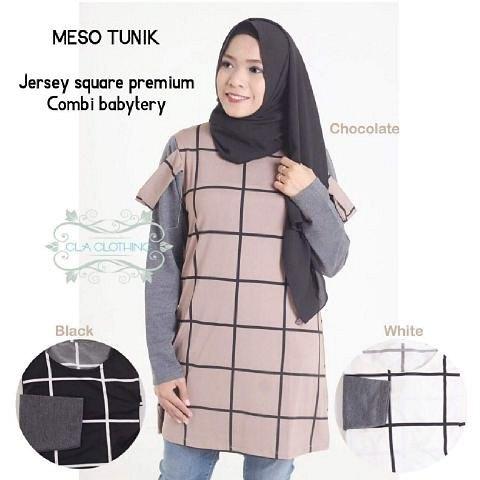 MESO TUNIK
Jersey square premium
Combi babytery
Chocolate
CLA CLOTHING
Black
White